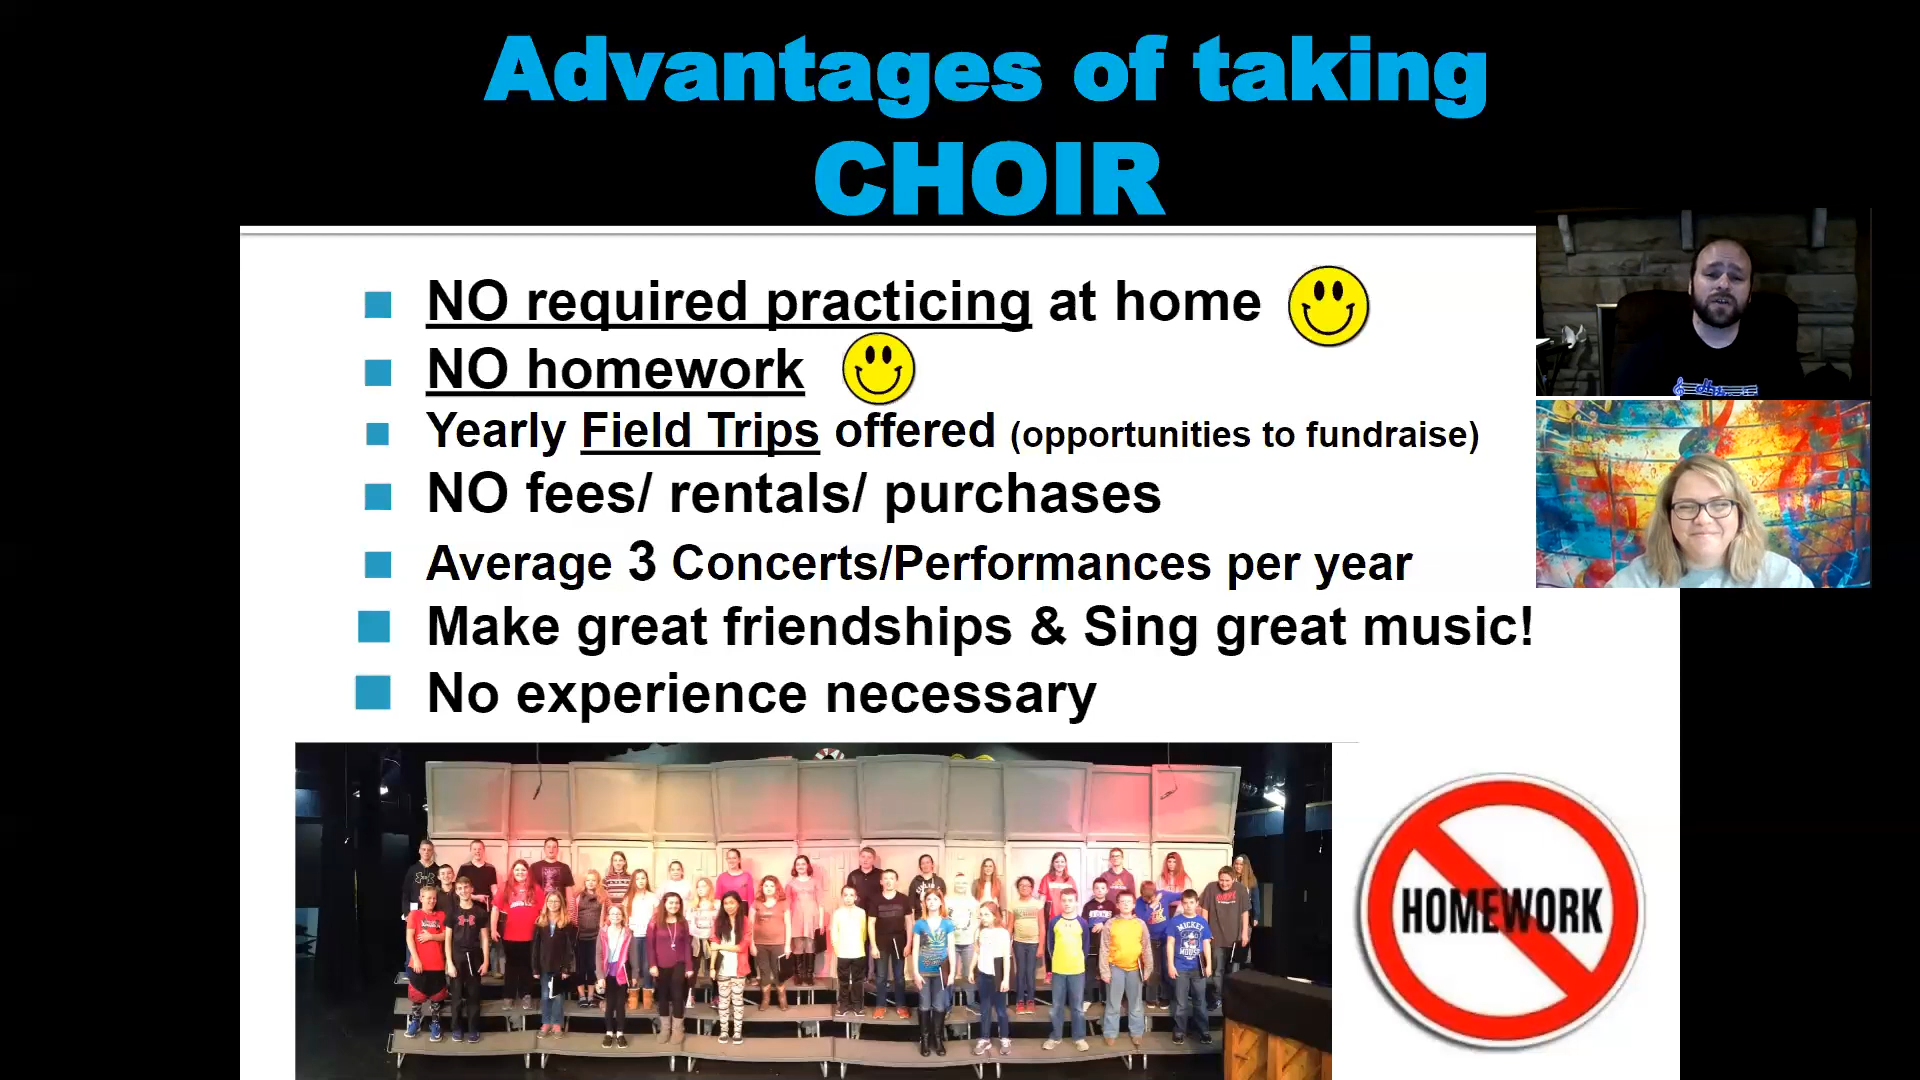 Advantages of taking
CHOIR
NO required practicing at home
NO homework
Yearly Field Trips offered (opportunities to fundraise)
NO fees/ rentals/ purchases
Average 3 Concerts/Performances per year
Make great friendships & Sing great music!
No experience necessary
MICKEY
MOUSE
HOMEWORK